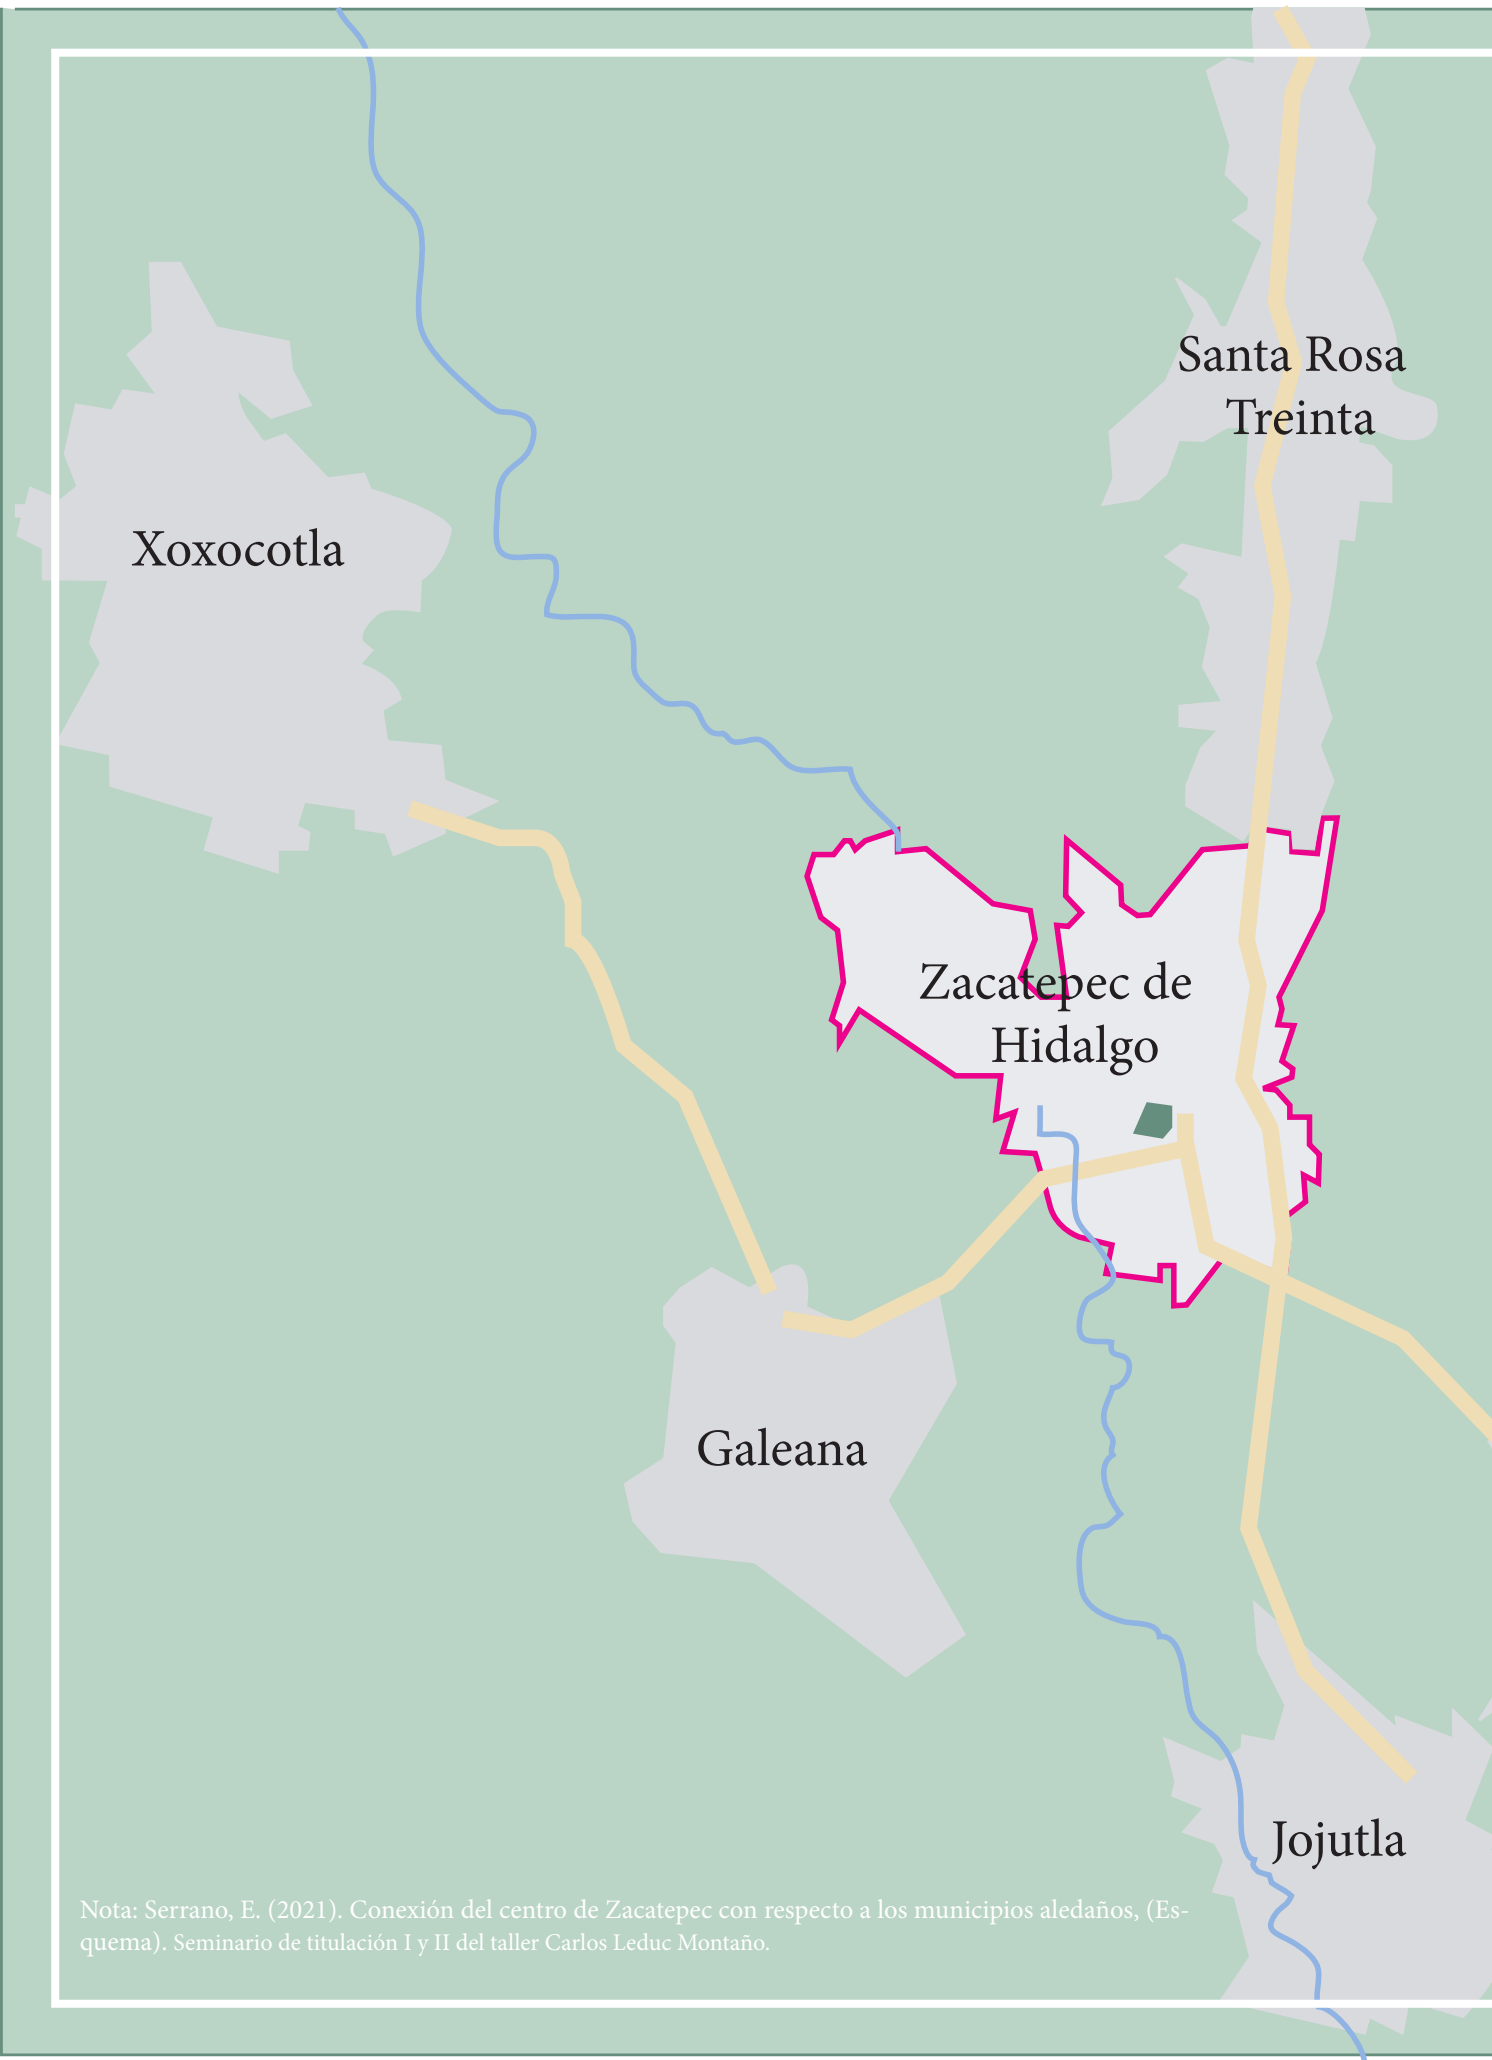 Santa Rosa
Treinta
Xoxocotla
Zacatepec de
Hidalgo
Galeana
Jojutla
Nota: Serrano, E. (2021). Conexión del centro de Zacatepec con respecto a los municipios aledaños, (Es-
quema). Seminario de titulación I y II del taller Carlos Leduc Montaño.